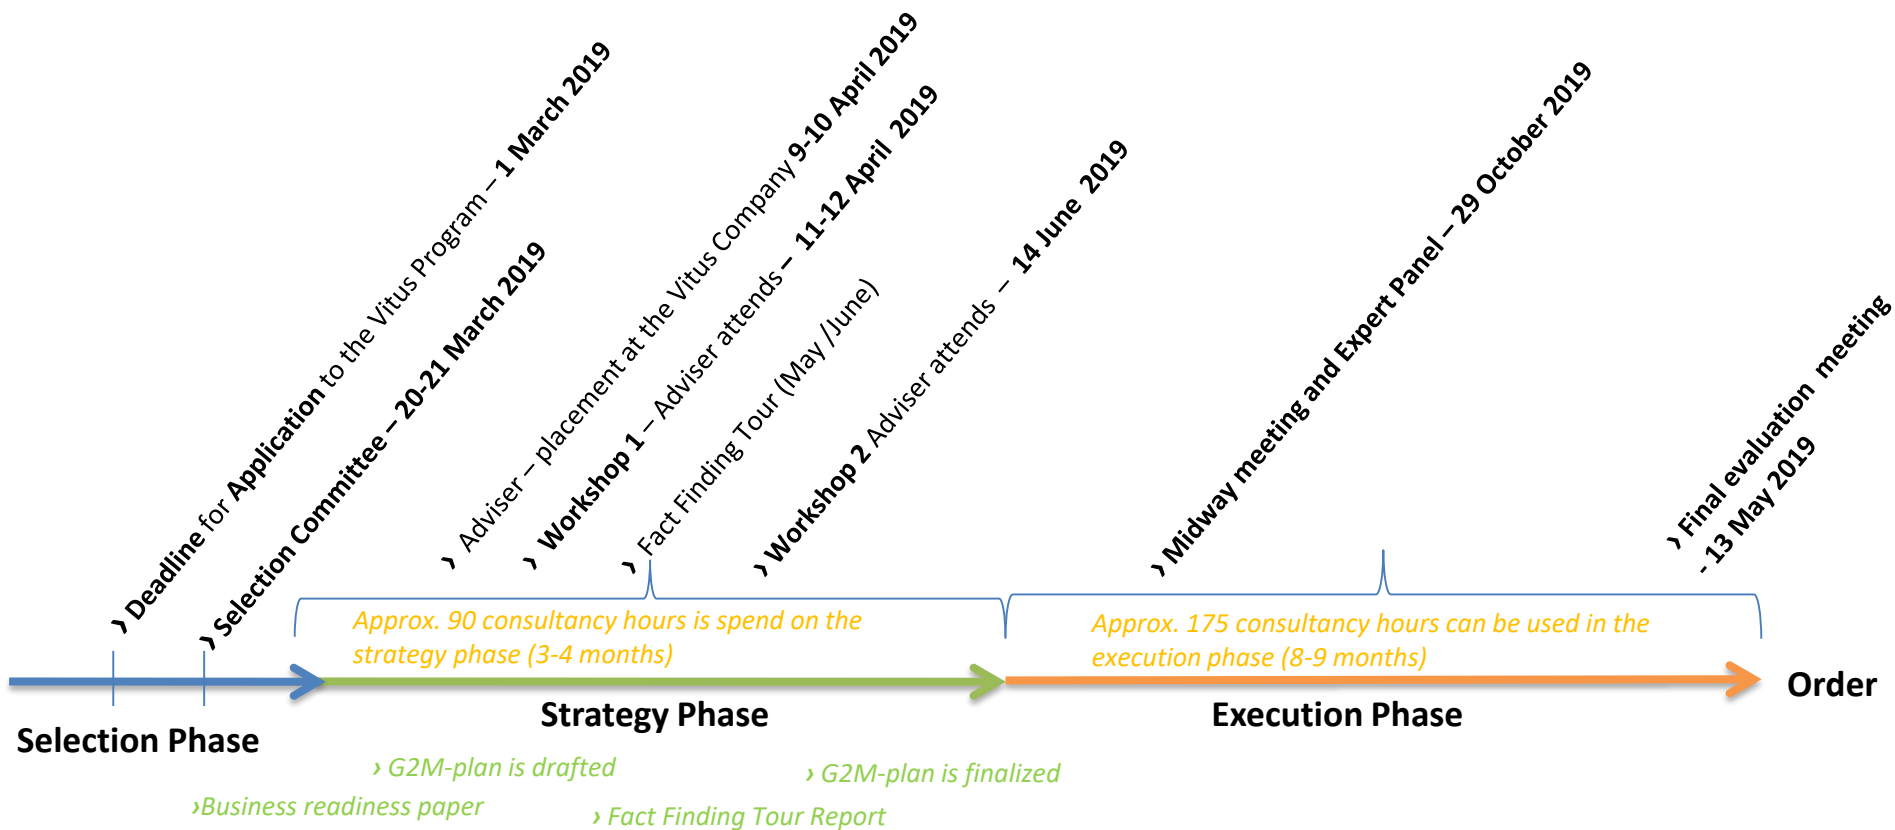 › Deadline for Application to the Vitus Program – 1 March 2019
› Selection Committee – 20-21 March 2019
› Adviser – placement at the Vitus Company 9-10 April 2019
› Workshop 1 – Adviser attends – 11-12 April 2019
› Fact Finding Tour (May /June)
› Workshop 2 Adviser attends – 14 June 2019
› Midway meeting and Expert Panel – 29 October 2019
› Final evaluation meeting
- 13 May 2019
Approx. 90 consultancy hours is spend on the
strategy phase (3-4 months)
Approx. 175 consultancy hours can be used in the
execution phase (8-9 months)
Order
Selection Phase
Strategy Phase
Execution Phase
› G2M-plan is drafted
› G2M-plan is finalized
›Business readiness paper
› Fact Finding Tour Report